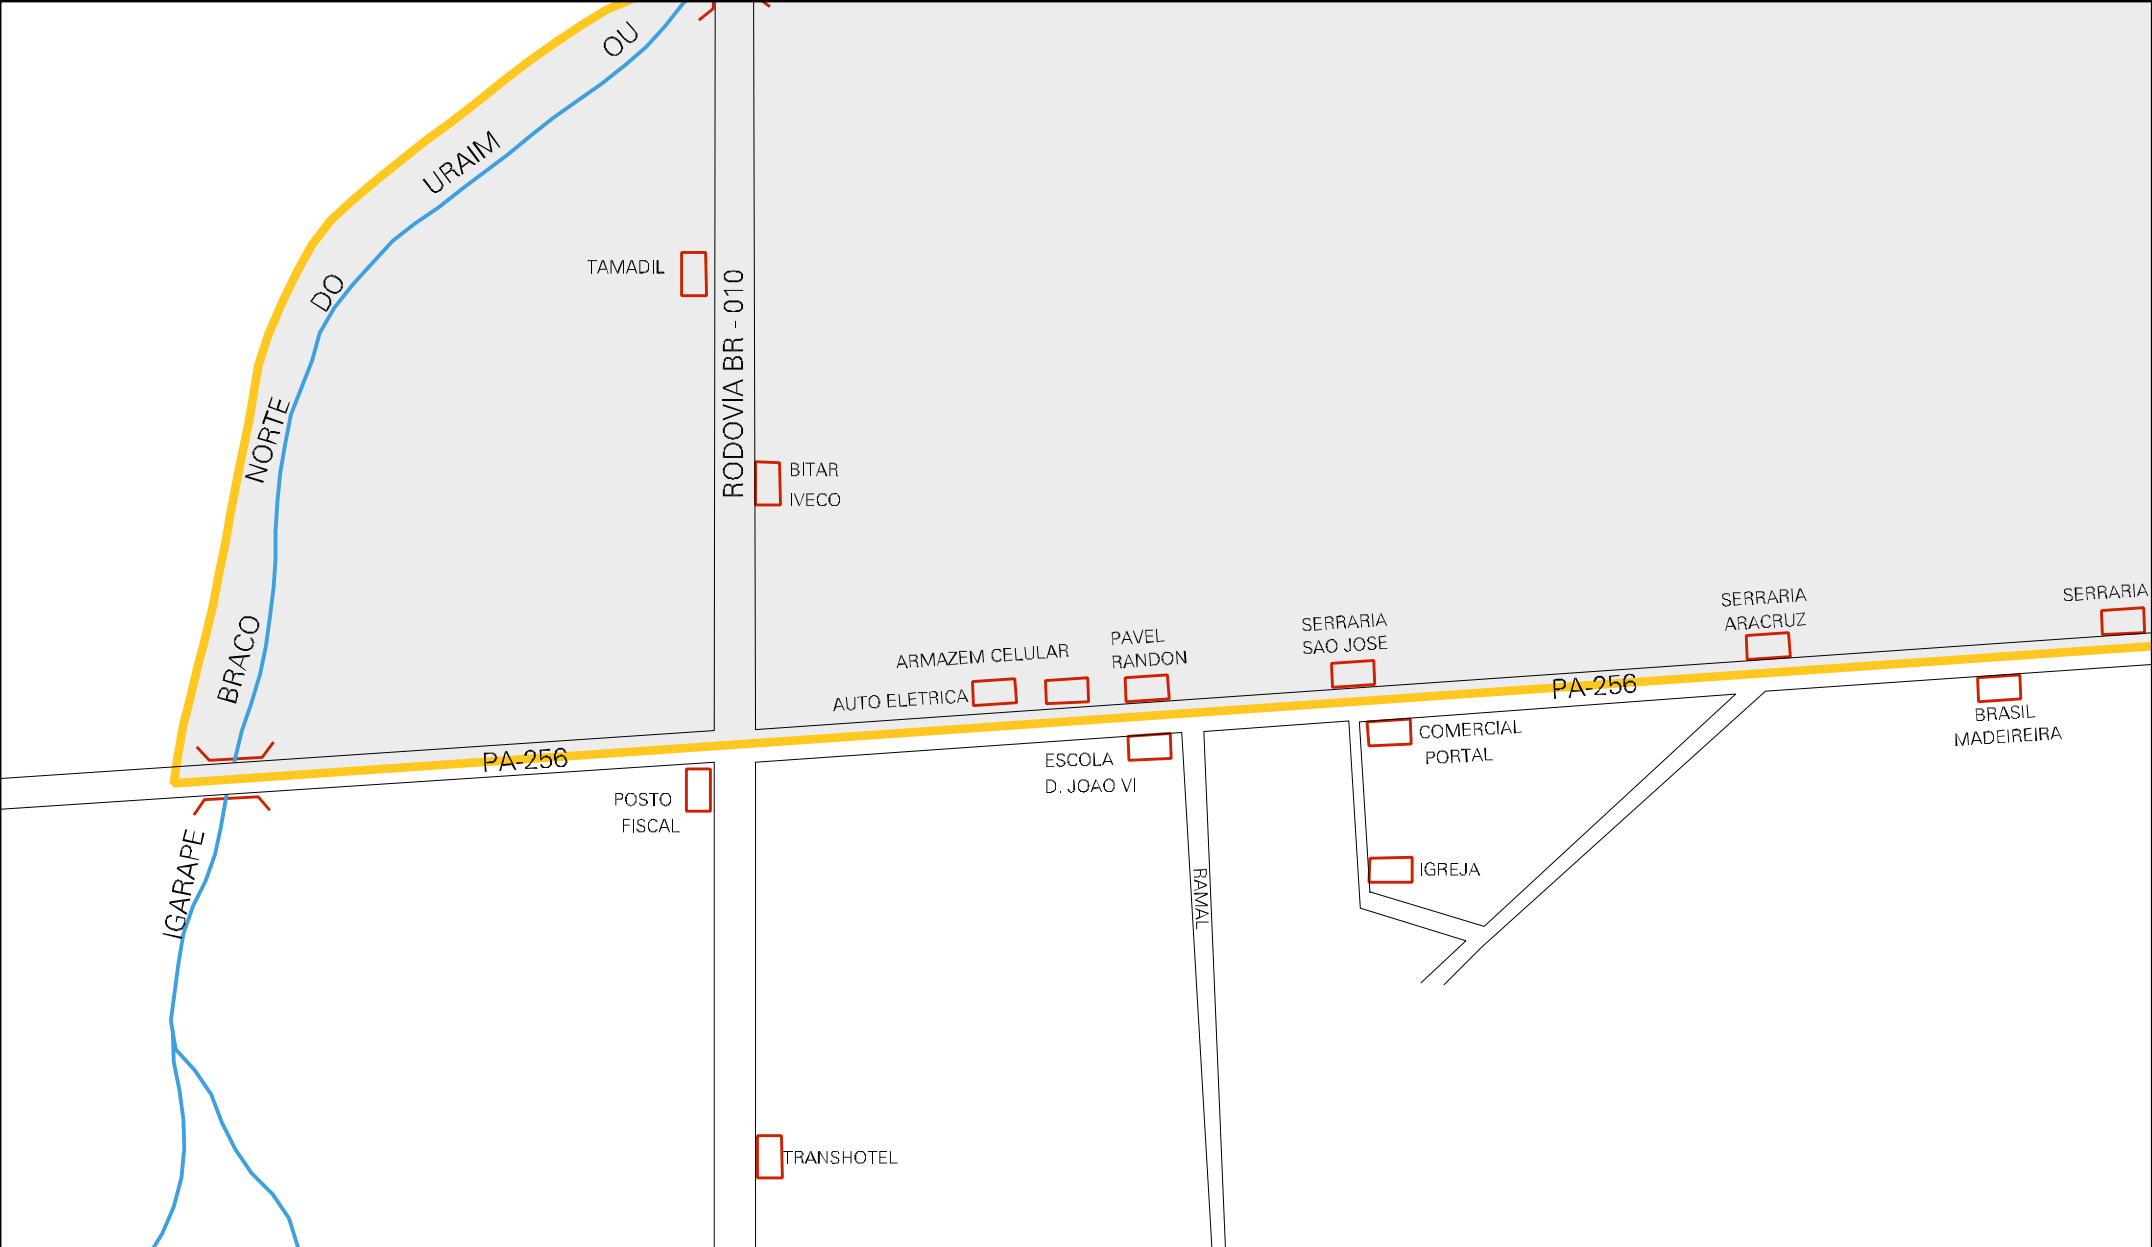 OU
URAIM
DO
NORTE
BRACO
IGARAPE
TAMADIL
RODOVIA BR - 010
BITAR
IVECO
SERRARIA
SERRARIA
ARACRUZ
SERRARIA
SAO JOSE
PAVEL
RANDON
ARMAZEM CELULAR
AUTO ELETRICA
PA-256
PA-256
BRASIL
MADEIREIRA
COMERCIAL
PORTAL
ESCOLA
D. JOAO VI
POSTO
FISCAL
IGREJA
RAMAL
TRANSHOTEL